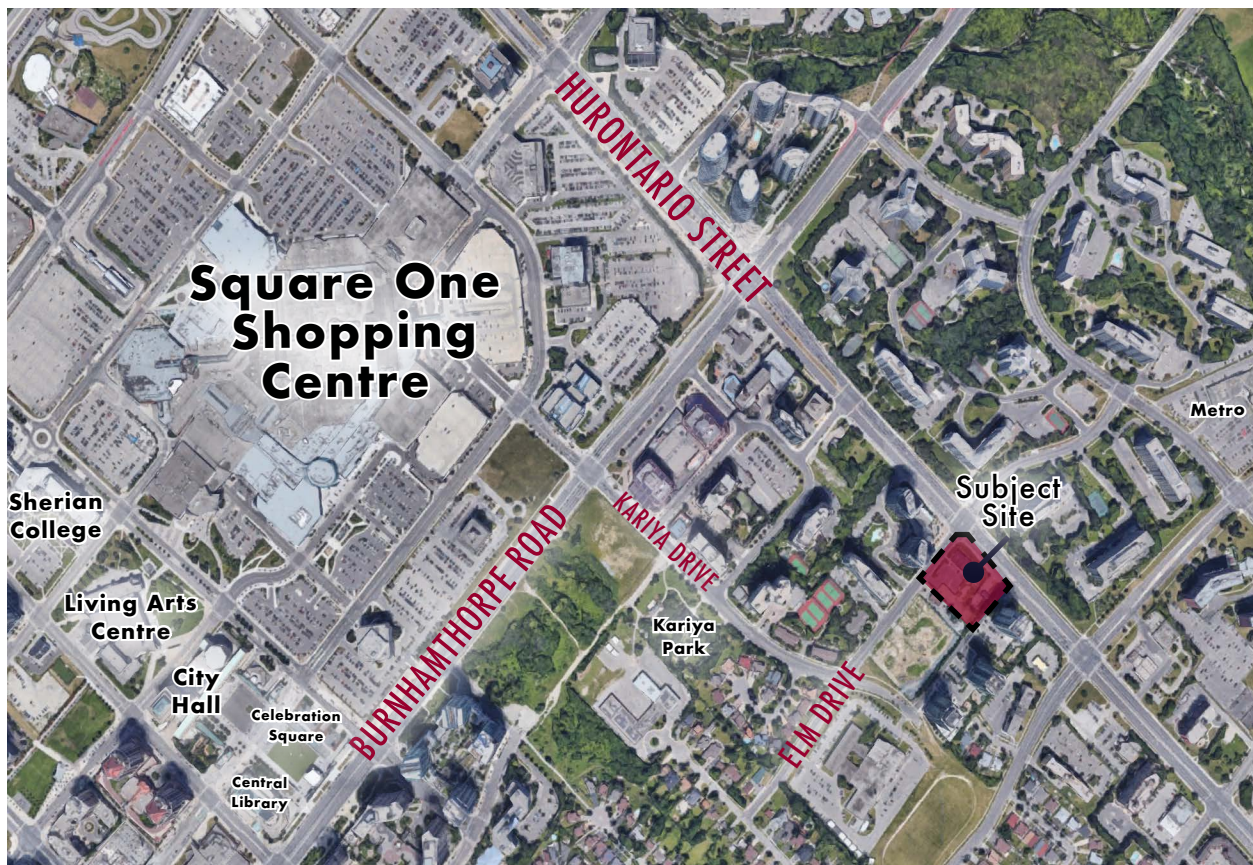 HURONTARIO STREET
Square One
Shopping
Centre
Metro
Subject
Site
Sherian
College
KARIYA DRIVE
BURNHAMTHORPE ROAD
Living Arts
Centre
Kariya
Park
City
Hall
ELM DRIVE
Celebration
Square
Central
Library